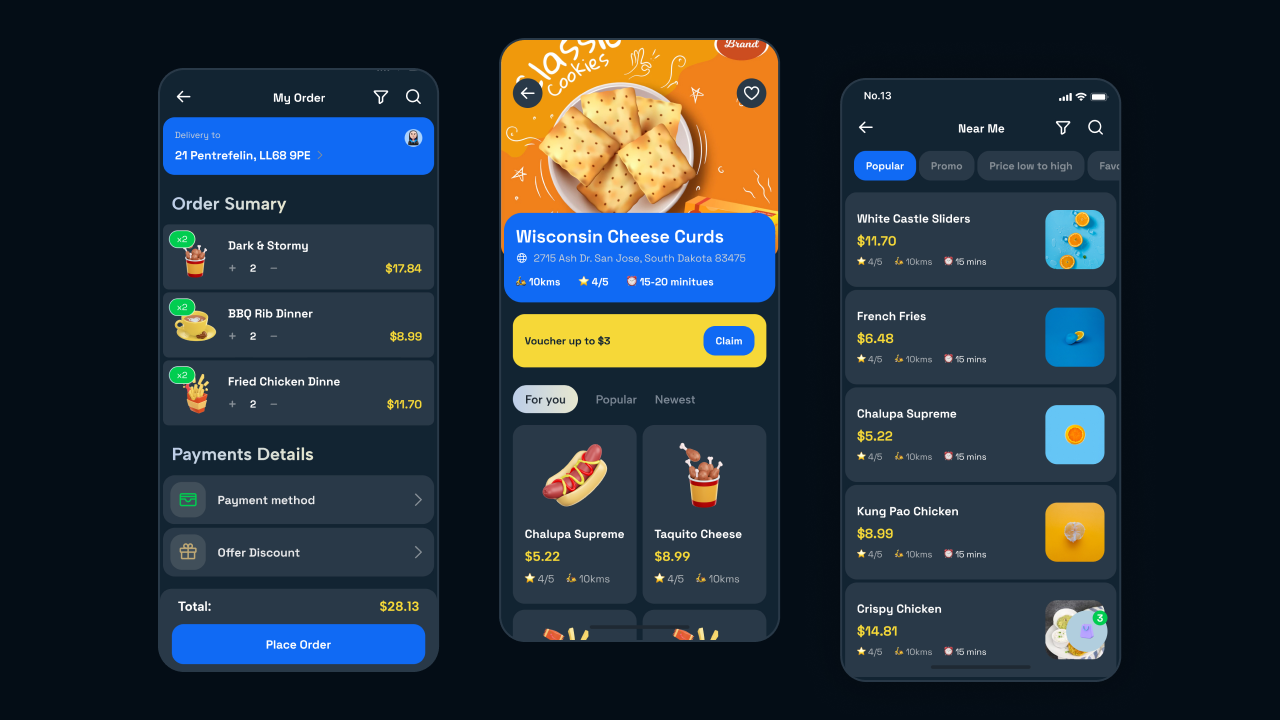 My Order
Delivery to
21 Pentrefelin, LL68 9PE
Order Sumary
x2
Dark & Stormy
+ 2 −
$17.84
x2
BBQ Rib Dinner
+ 2 −
$8.99
x2
Fried Chicken Dinne
+ 2 −
$11.70
Payments Details
Payment method
Offer Discount
Total:
$28.13
Place Order
Classic
Cookies
Brand
Wisconsin Cheese Curds
2715 Ash Dr. San Jose, South Dakota 83475
10kms
4/5
15-20 minitues
Voucher up to $3
Claim
For you
Popular
Newest
Chalupa Supreme
$5.22
4/5
10kms
Taquito Cheese
$8.99
4/5
10kms
No.13
Near Me
Popular
Promo
Price low to high
Favo
White Castle Sliders
$11.70
4/5
10kms
15 mins
French Fries
$6.48
4/5
10kms
15 mins
Chalupa Supreme
$5.22
4/5
10kms
15 mins
Kung Pao Chicken
$8.99
4/5
10kms
15 mins
Crispy Chicken
$14.81
4/5
10kms
15 mins
3